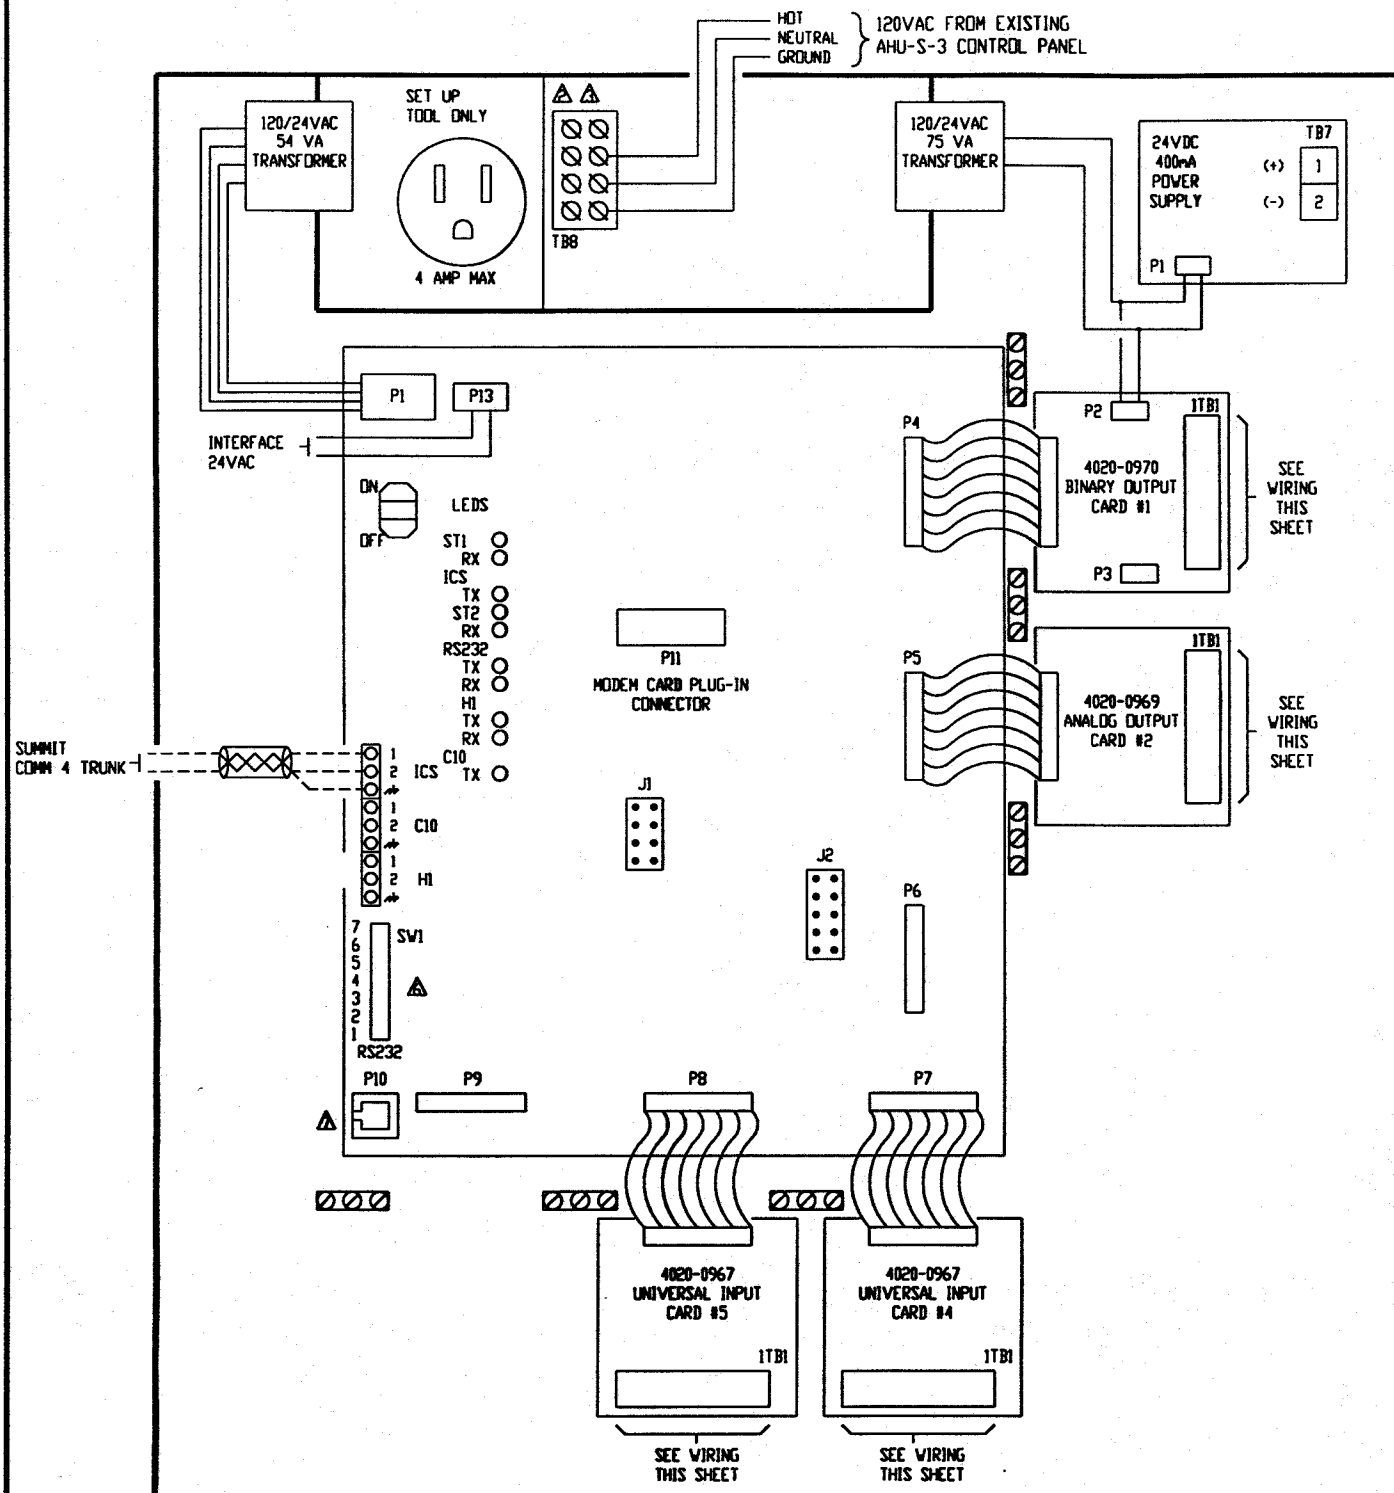 HOT
NEUTRAL
GROUND
120VAC FROM EXISTING
AHU-S-3 CONTROL PANEL
120/24VAC
54 VA
TRANSFORMER
SET UP
TOOL ONLY
4 AMP MAX
TB8
120/24VAC
75 VA
TRANSFORMER
24VDC
400mA
POWER
SUPPLY
TB7
(+) 1
(-) 2
P1
P1
P13
INTERFACE
24VAC
ON
OFF
LEDS
ST1
RX
ICS
TX
ST2
RX
RS232
TX
RX
H1
TX
RX
C10
TX
P11
MODEM CARD PLUG-IN
CONNECTOR
P4
P2
1TB1
4020-0970
BINARY OUTPUT
CARD #1
P3
SEE
WIRING
THIS
SHEET
P5
1TB1
4020-0969
ANALOG OUTPUT
CARD #2
SEE
WIRING
THIS
SHEET
SUMMIT
COMM 4 TRUNK
1
2 ICS
1
2 C10
1
2 H1
J1
J2
P6
7
6
5
4
3
2
1
SW1
6
RS232
P10
P9
P8
P7
7
4020-0967
UNIVERSAL INPUT
CARD #5
1TB1
4020-0967
UNIVERSAL INPUT
CARD #4
1TB1
SEE WIRING
THIS SHEET
SEE WIRING
THIS SHEET